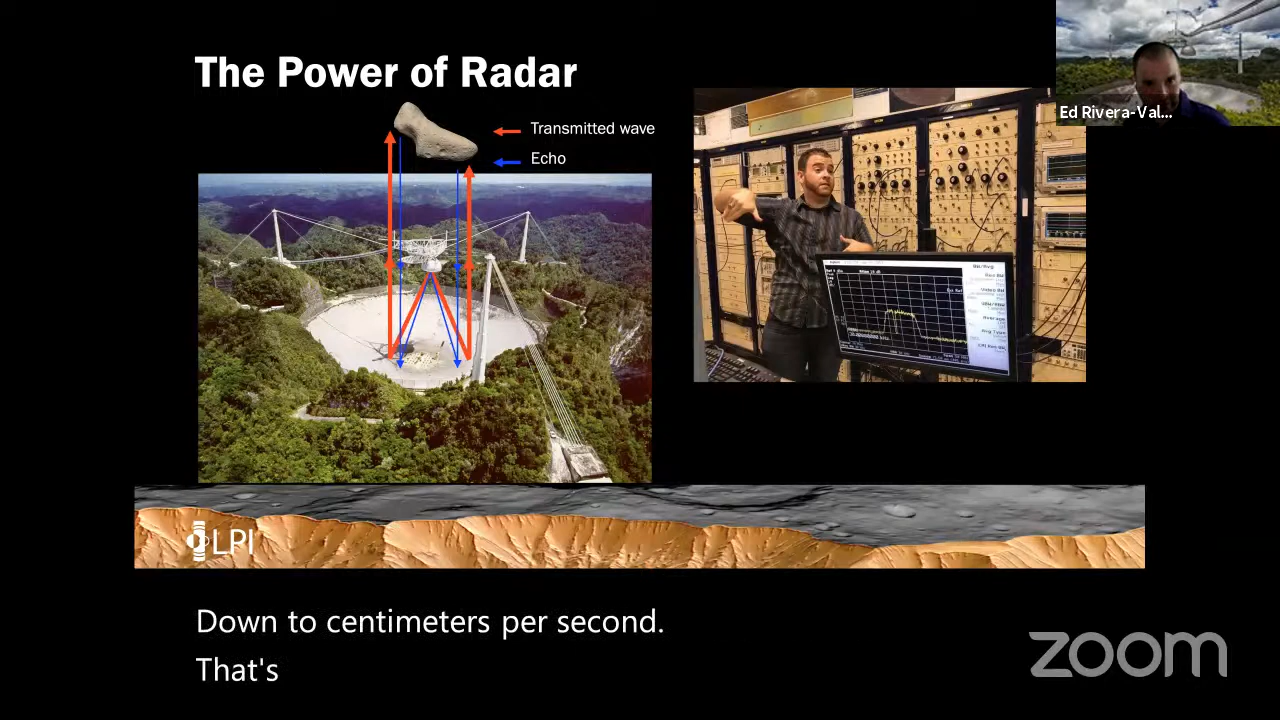 The Power of Radar
Transmitted wave
Echo
Ed Rivera-Val...
LPI
Down to centimeters per second.
That's
zoom